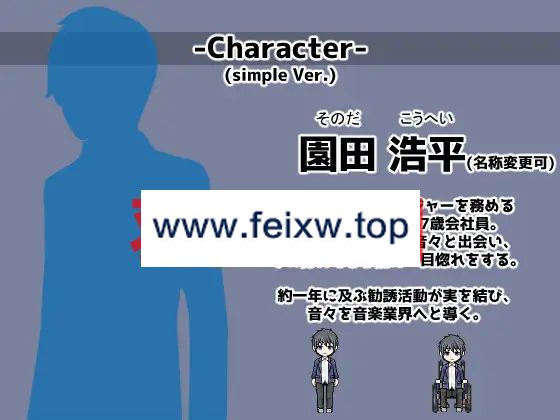 -Character-
(simple Ver.)
そのだ こうへい
園田 浩平(名称変更可)
ジャーを務める
7歳会社員。
www.feixw.top
音々と出会い、
目惚れをする。
約一年に及ぶ勧誘活動が実を結び、
音々を音楽業界へと導く。